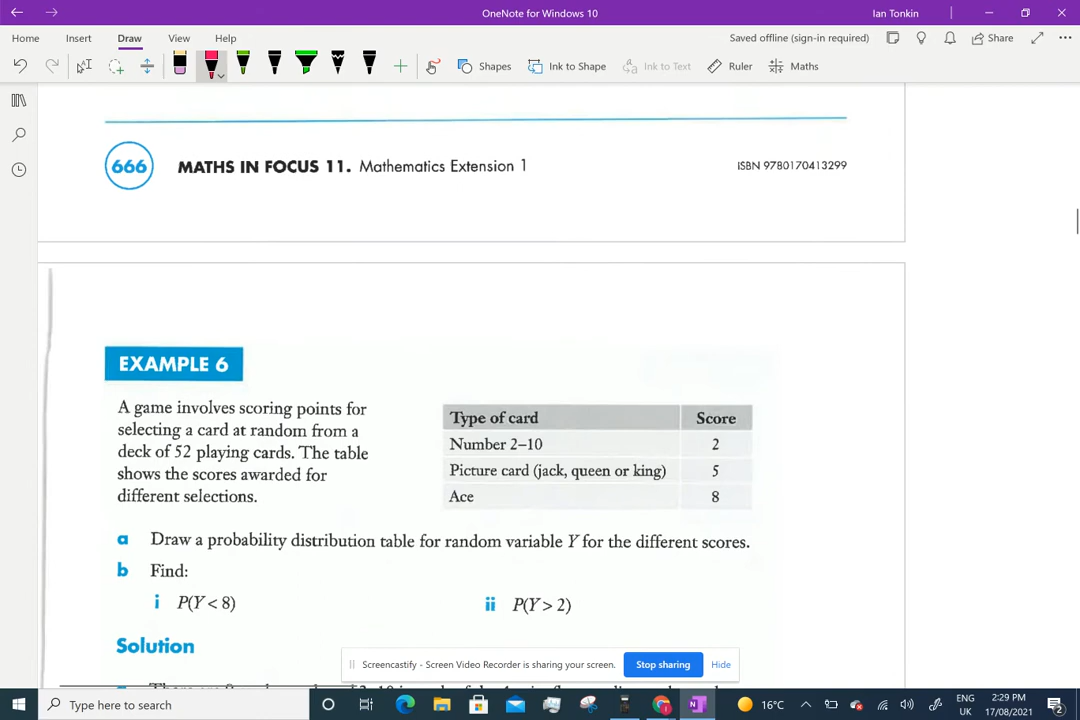 OneNote for Windows 10
Ian Tonkin
Home Insert Draw View Help
Saved offline (sign-in required)
Share
Shapes
Ink to Shape
Ink to Text
Ruler
Maths
666 MATHS IN FOCUS 11. Mathematics Extension 1
ISBN 9780170413299
EXAMPLE 6
A game involves scoring points for
selecting a card at random from a
deck of 52 playing cards. The table
shows the scores awarded for
different selections.
Type of card Score
Number 2–10 2
Picture card (jack, queen or king) 5
Ace 8
a Draw a probability distribution table for random variable Y for the different scores.
b Find:
i P(Y < 8)
ii P(Y > 2)
Solution
Screencastify - Screen Video Recorder is sharing your screen.
Stop sharing
Hide
Type here to search
16°C
ENG
UK
2:29 PM
17/08/2021
2